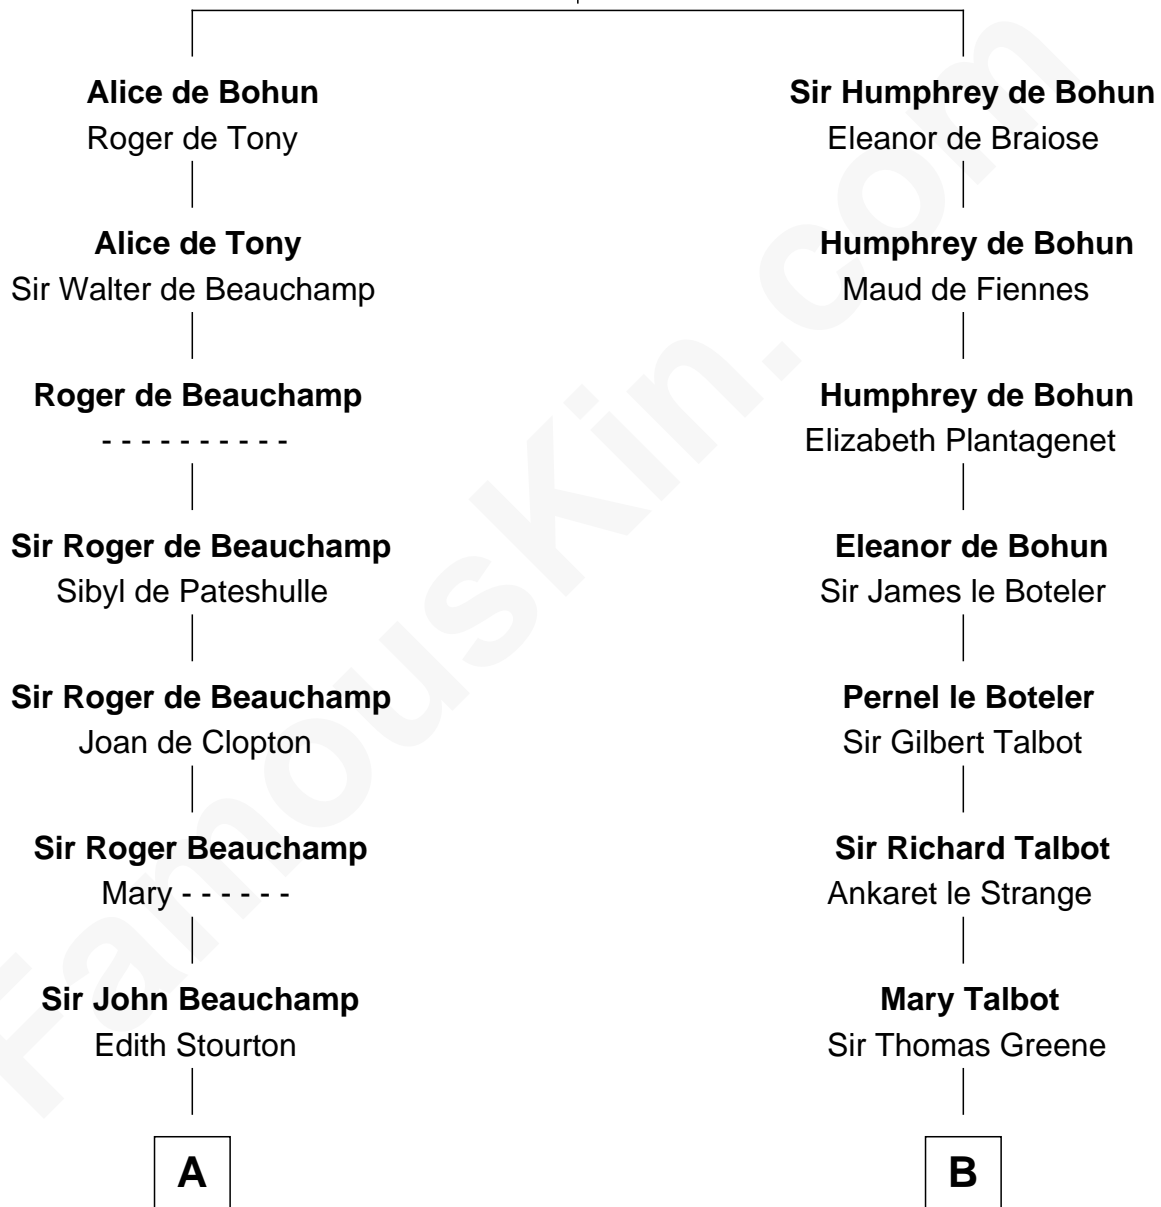 Alice de Bohun
Roger de Tony
Alice de Tony
Sir Walter de Beauchamp
Roger de Beauchamp
- - - - - - - - - -
Sir Roger de Beauchamp
Sibyl de Pateshulle
Sir Roger de Beauchamp
Joan de Clopton
Sir Roger Beauchamp
Mary - - - - - -
Sir John Beauchamp
Edith Stourton
A
Sir Humphrey de Bohun
Eleanor de Braiose
Humphrey de Bohun
Maud de Fiennes
Humphrey de Bohun
Elizabeth Plantagenet
Eleanor de Bohun
Sir James le Boteler
Pernel le Boteler
Sir Gilbert Talbot
Sir Richard Talbot
Ankaret le Strange
Mary Talbot
Sir Thomas Greene
B
FamousKin.com